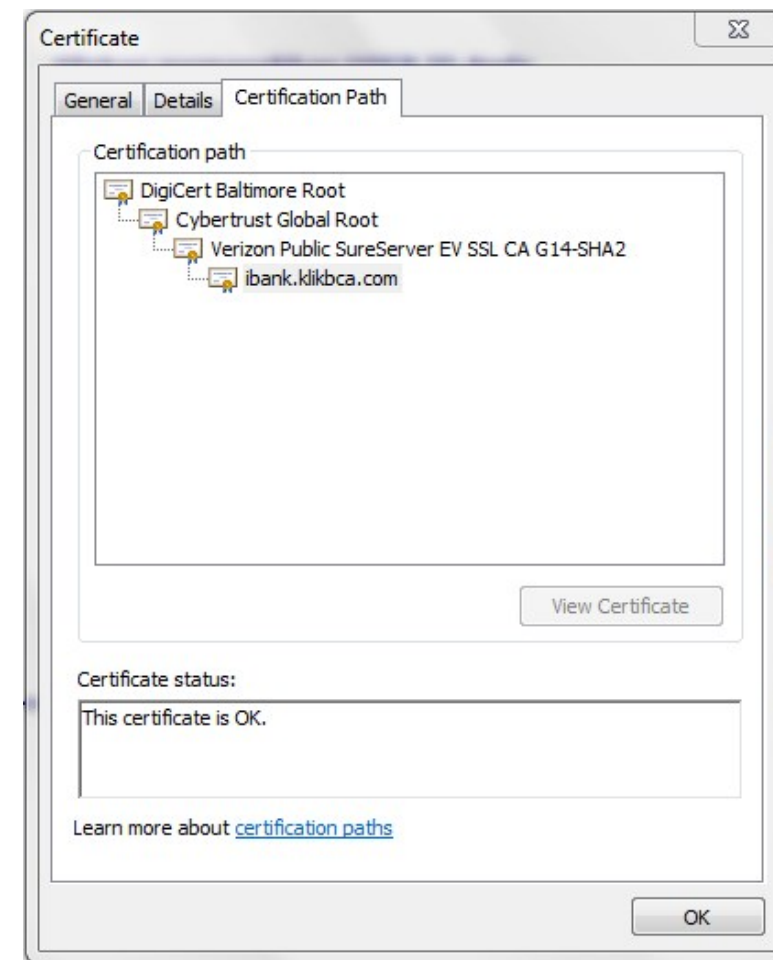 Certificate
General Details Certification Path
Certification path
DigiCert Baltimore Root
Cybertrust Global Root
Verizon Public SureServer EV SSL CA G14-SHA2
ibank.klikbca.com
View Certificate
Certificate status:
This certificate is OK.
Learn more about certification paths
OK